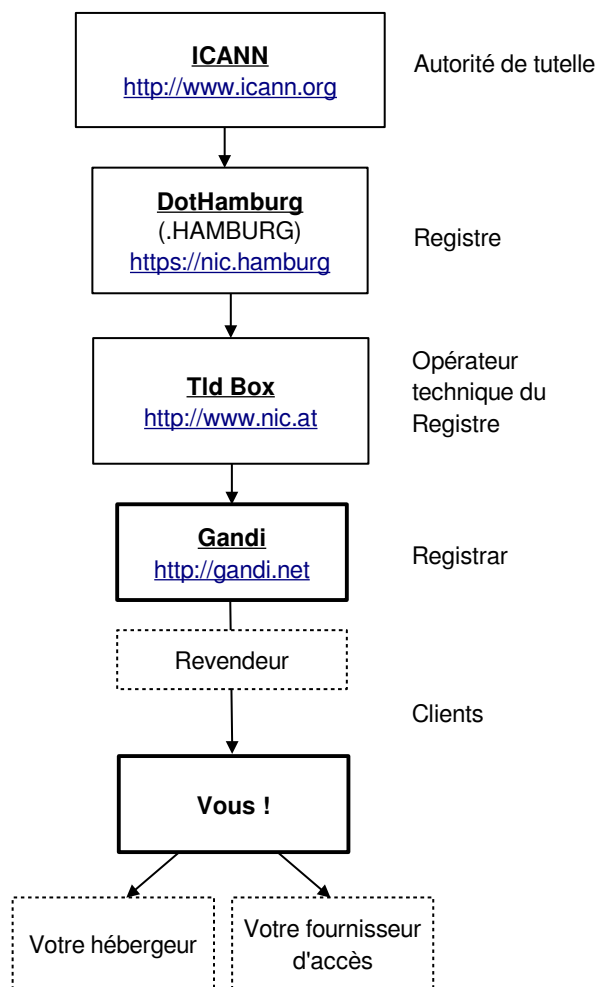 ICANN
http://www.icann.org
Autorité de tutelle
DotHamburg
(.HAMBURG)
https://nic.hamburg
Registre
Tld Box
http://www.nic.at
Opérateur
technique du
Registre
Gandi
http://gandi.net
Registrar
Revendeur
Clients
Vous !
Votre hébergeur
Votre fournisseur
d'accès